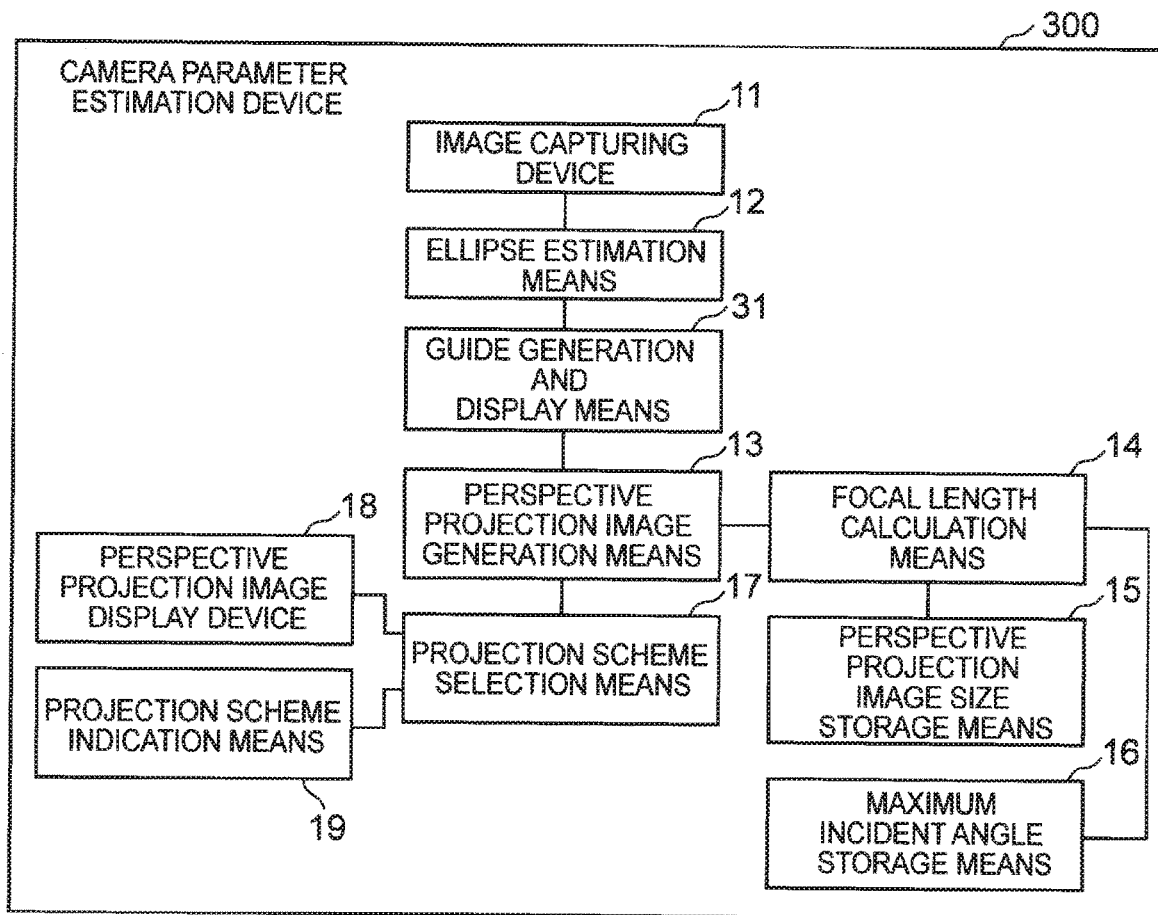 300
CAMERA PARAMETER
ESTIMATION DEVICE
11
IMAGE CAPTURING
DEVICE
12
ELLIPSE ESTIMATION
MEANS
31
GUIDE GENERATION
AND
DISPLAY MEANS
13
PERSPECTIVE
PROJECTION IMAGE
GENERATION MEANS
14
FOCAL LENGTH
CALCULATION
MEANS
18
PERSPECTIVE
PROJECTION IMAGE
DISPLAY DEVICE
17
PROJECTION SCHEME
SELECTION MEANS
15
PERSPECTIVE
PROJECTION
IMAGE SIZE
STORAGE MEANS
PROJECTION SCHEME
INDICATION MEANS
19
16
MAXIMUM
INCIDENT ANGLE
STORAGE MEANS